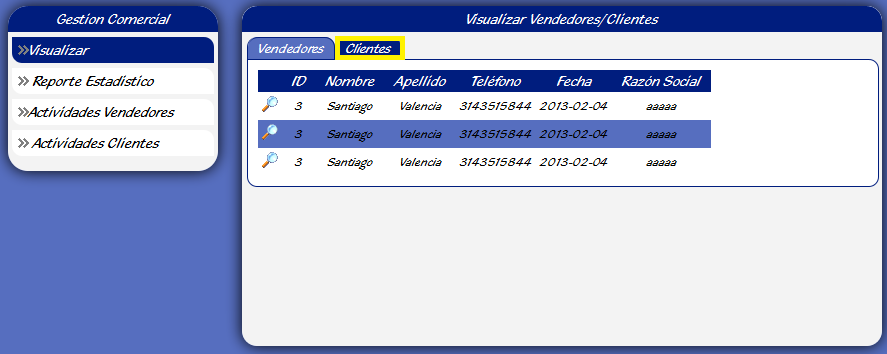 Gestion Comercial
Visualizar
Reporte Estadistico
Actividades Vendedores
Actividades Clientes
Visualizar Vendedores/Clientes
Vendedores Clientes
ID Nombre Apellido Teléfono Fecha Razón Social
3 Santiago Valencia 3143515844 2013-02-04 aaaaa
3 Santiago Valencia 3143515844 2013-02-04 aaaaa
3 Santiago Valencia 3143515844 2013-02-04 aaaaa